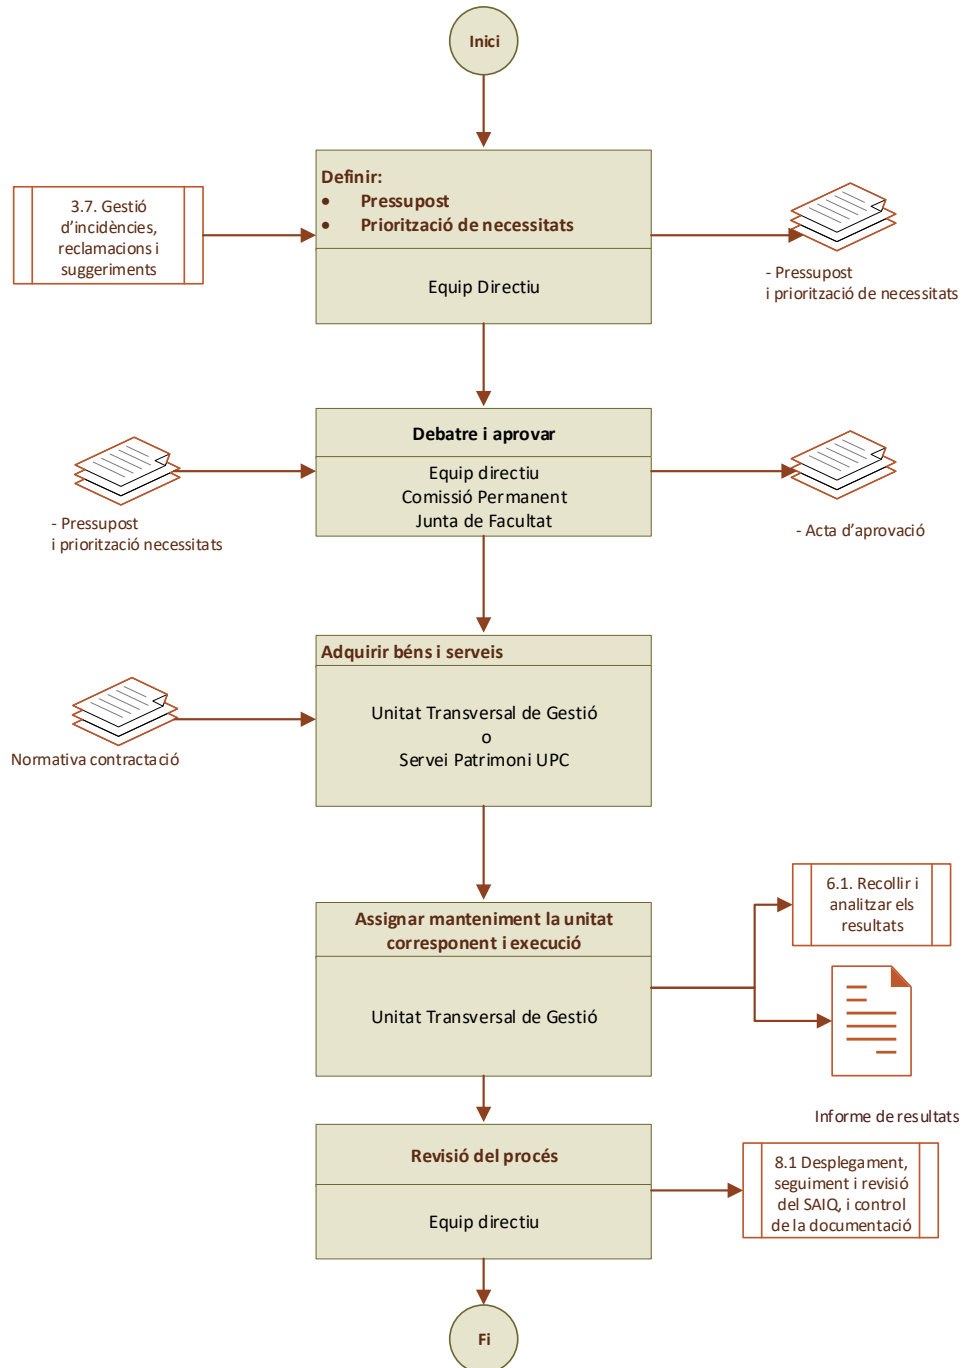 Inici
Definir:
• Pressupost
• Priorització de necessitats
Equip Directiu
3.7. Gestió
d'incidències,
reclamacions i
suggeriments
- Pressupost
i priorització de necessitats
Debatre i aprovar
Equip directiu
Comissió Permanent
Junta de Facultat
- Pressupost
i priorització necessitats
- Acta d'aprovació
Adquirir béns i serveis
Unitat Transversal de Gestió
o
Servei Patrimoni UPC
Normativa contractació
Assignar manteniment la unitat
corresponent i execució
Unitat Transversal de Gestió
6.1. Recollir i
analitzar els
resultats
Informe de resultats
Revisió del procés
Equip directiu
8.1 Desplegament,
seguiment i revisió
del SAIQ, i control
de la documentació
Fi